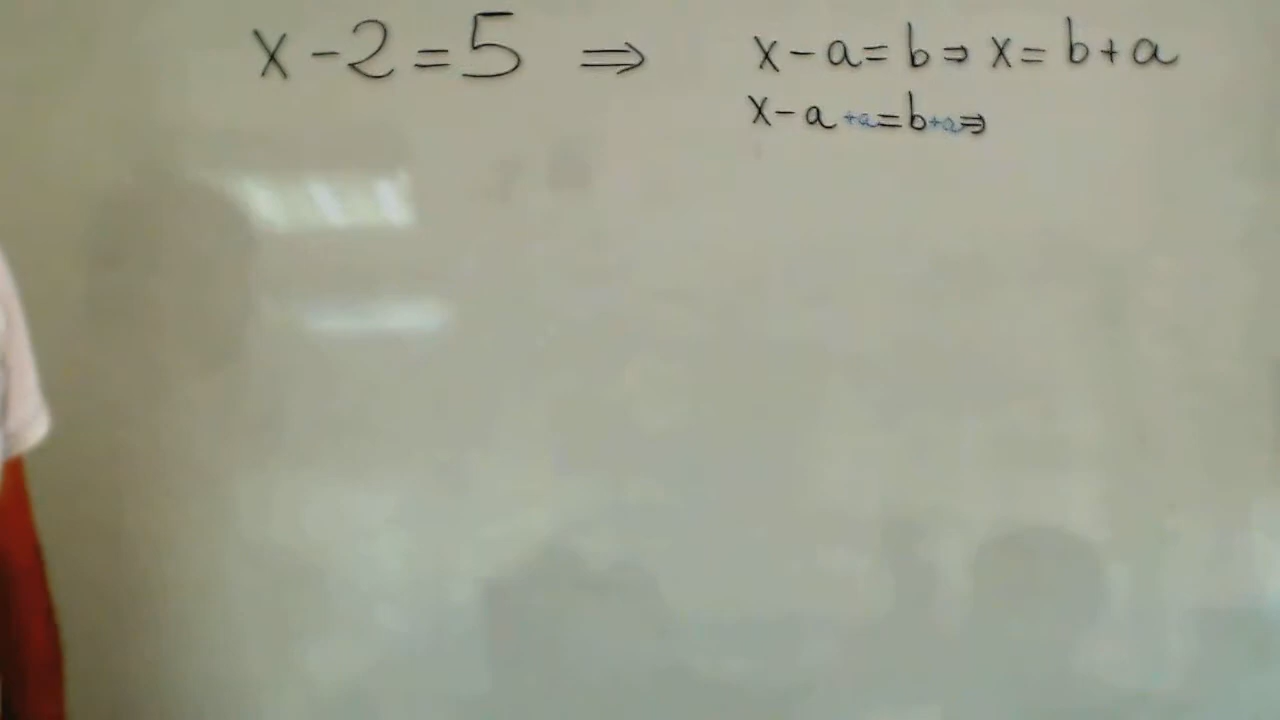 x - 2 = 5 ⇒ x - a = b ⇒ x = b + a
x - a + a = b + a ⇒